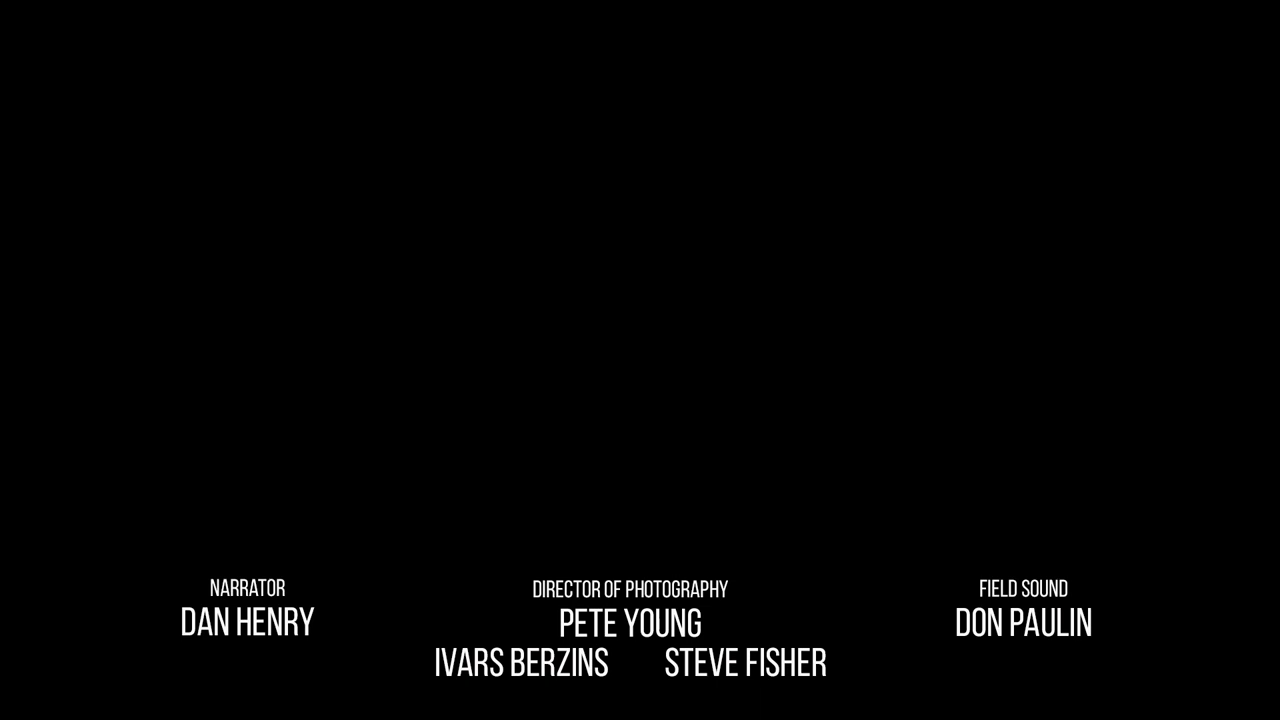 NARRATOR
DAN HENRY
DIRECTOR OF PHOTOGRAPHY
PETE YOUNG
IVARS BERZINS STEVE FISHER
FIELD SOUND
DON PAULIN